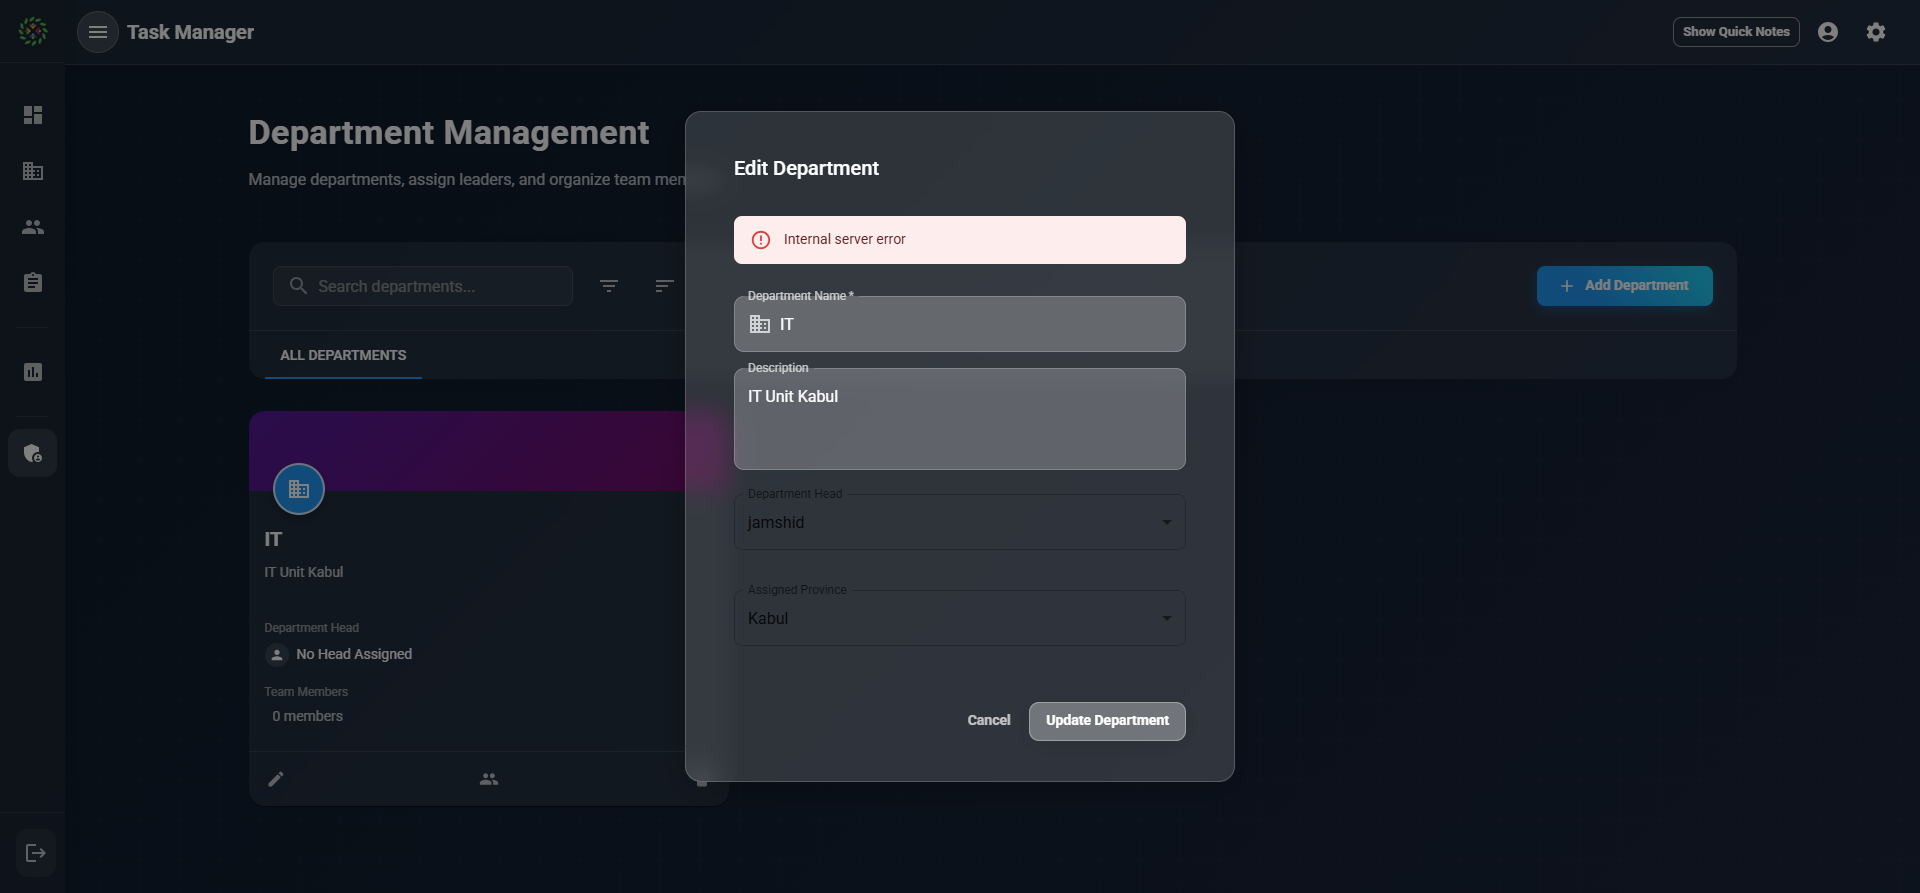 Task Manager
Show Quick Notes
Department Management
Manage departments, assign leaders, and organize team
Search departments...
Add Department
ALL DEPARTMENTS
IT
IT Unit Kabul
Department Head
No Head Assigned
Team Members
0 members
Edit Department
Internal server error
Department Name *
IT
Description
IT Unit Kabul
Department Head
jamshid
Assigned Province
Kabul
Cancel
Update Department